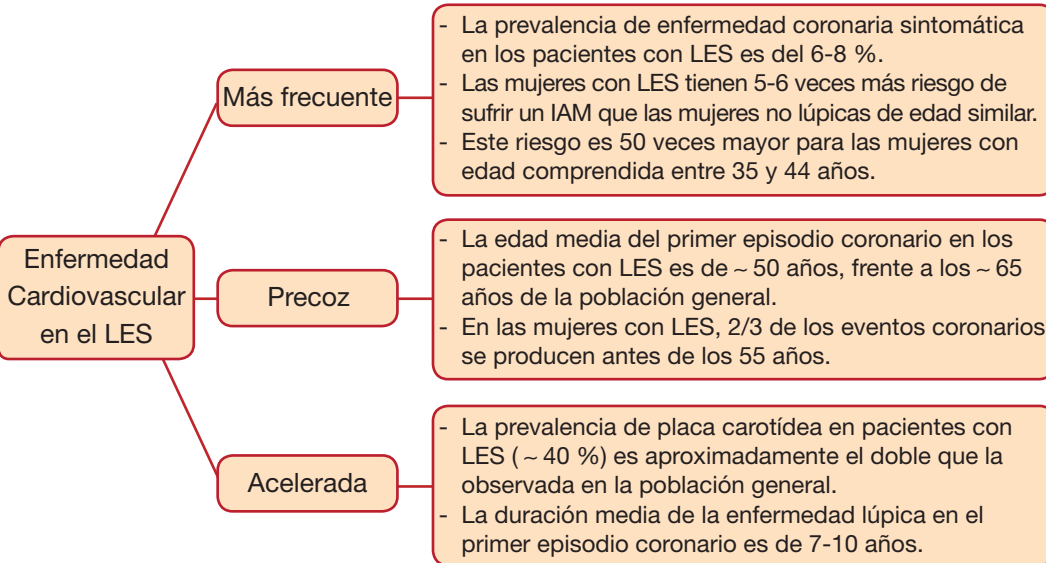 Enfermedad
Cardiovascular
en el LES
Más frecuente
- La prevalencia de enfermedad coronaria sintomática
en los pacientes con LES es del 6-8 %.
- Las mujeres con LES tienen 5-6 veces más riesgo de
sufrir un IAM que las mujeres no lúpicas de edad similar.
- Este riesgo es 50 veces mayor para las mujeres con
edad comprendida entre 35 y 44 años.
Precoz
- La edad media del primer episodio coronario en los
pacientes con LES es de ~ 50 años, frente a los ~ 65
años de la población general.
- En las mujeres con LES, 2/3 de los eventos coronarios
se producen antes de los 55 años.
Acelerada
- La prevalencia de placa carotídea en pacientes con
LES ( ~ 40 %) es aproximadamente el doble que la
observada en la población general.
- La duración media de la enfermedad lúpica en el
primer episodio coronario es de 7-10 años.